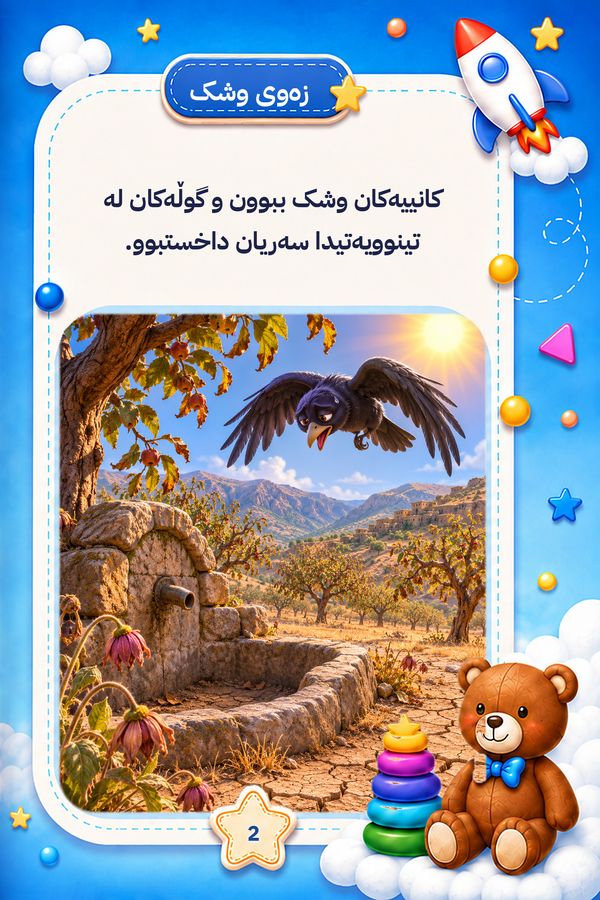 زەوی وشک
کانییەکان وشک ببوون و گوڵەکان لە
تینوویەتیدا سەریان داخستبوو.
2